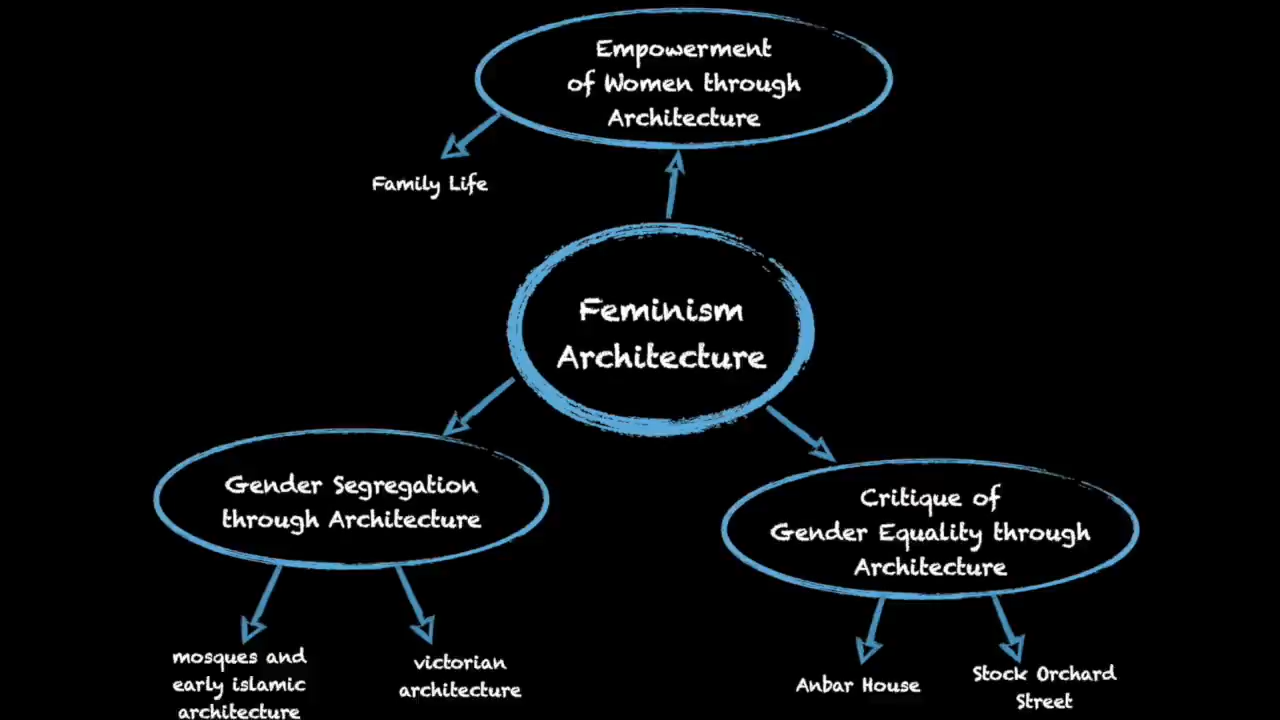 Empowerment
of Women through
Architecture
Family Life
Feminism
Architecture
Gender Segregation
through Architecture
Critique of
Gender Equality through
Architecture
mosques and
early islamic
architecture
victorian
architecture
Anbar House
Stock Orchard
Street